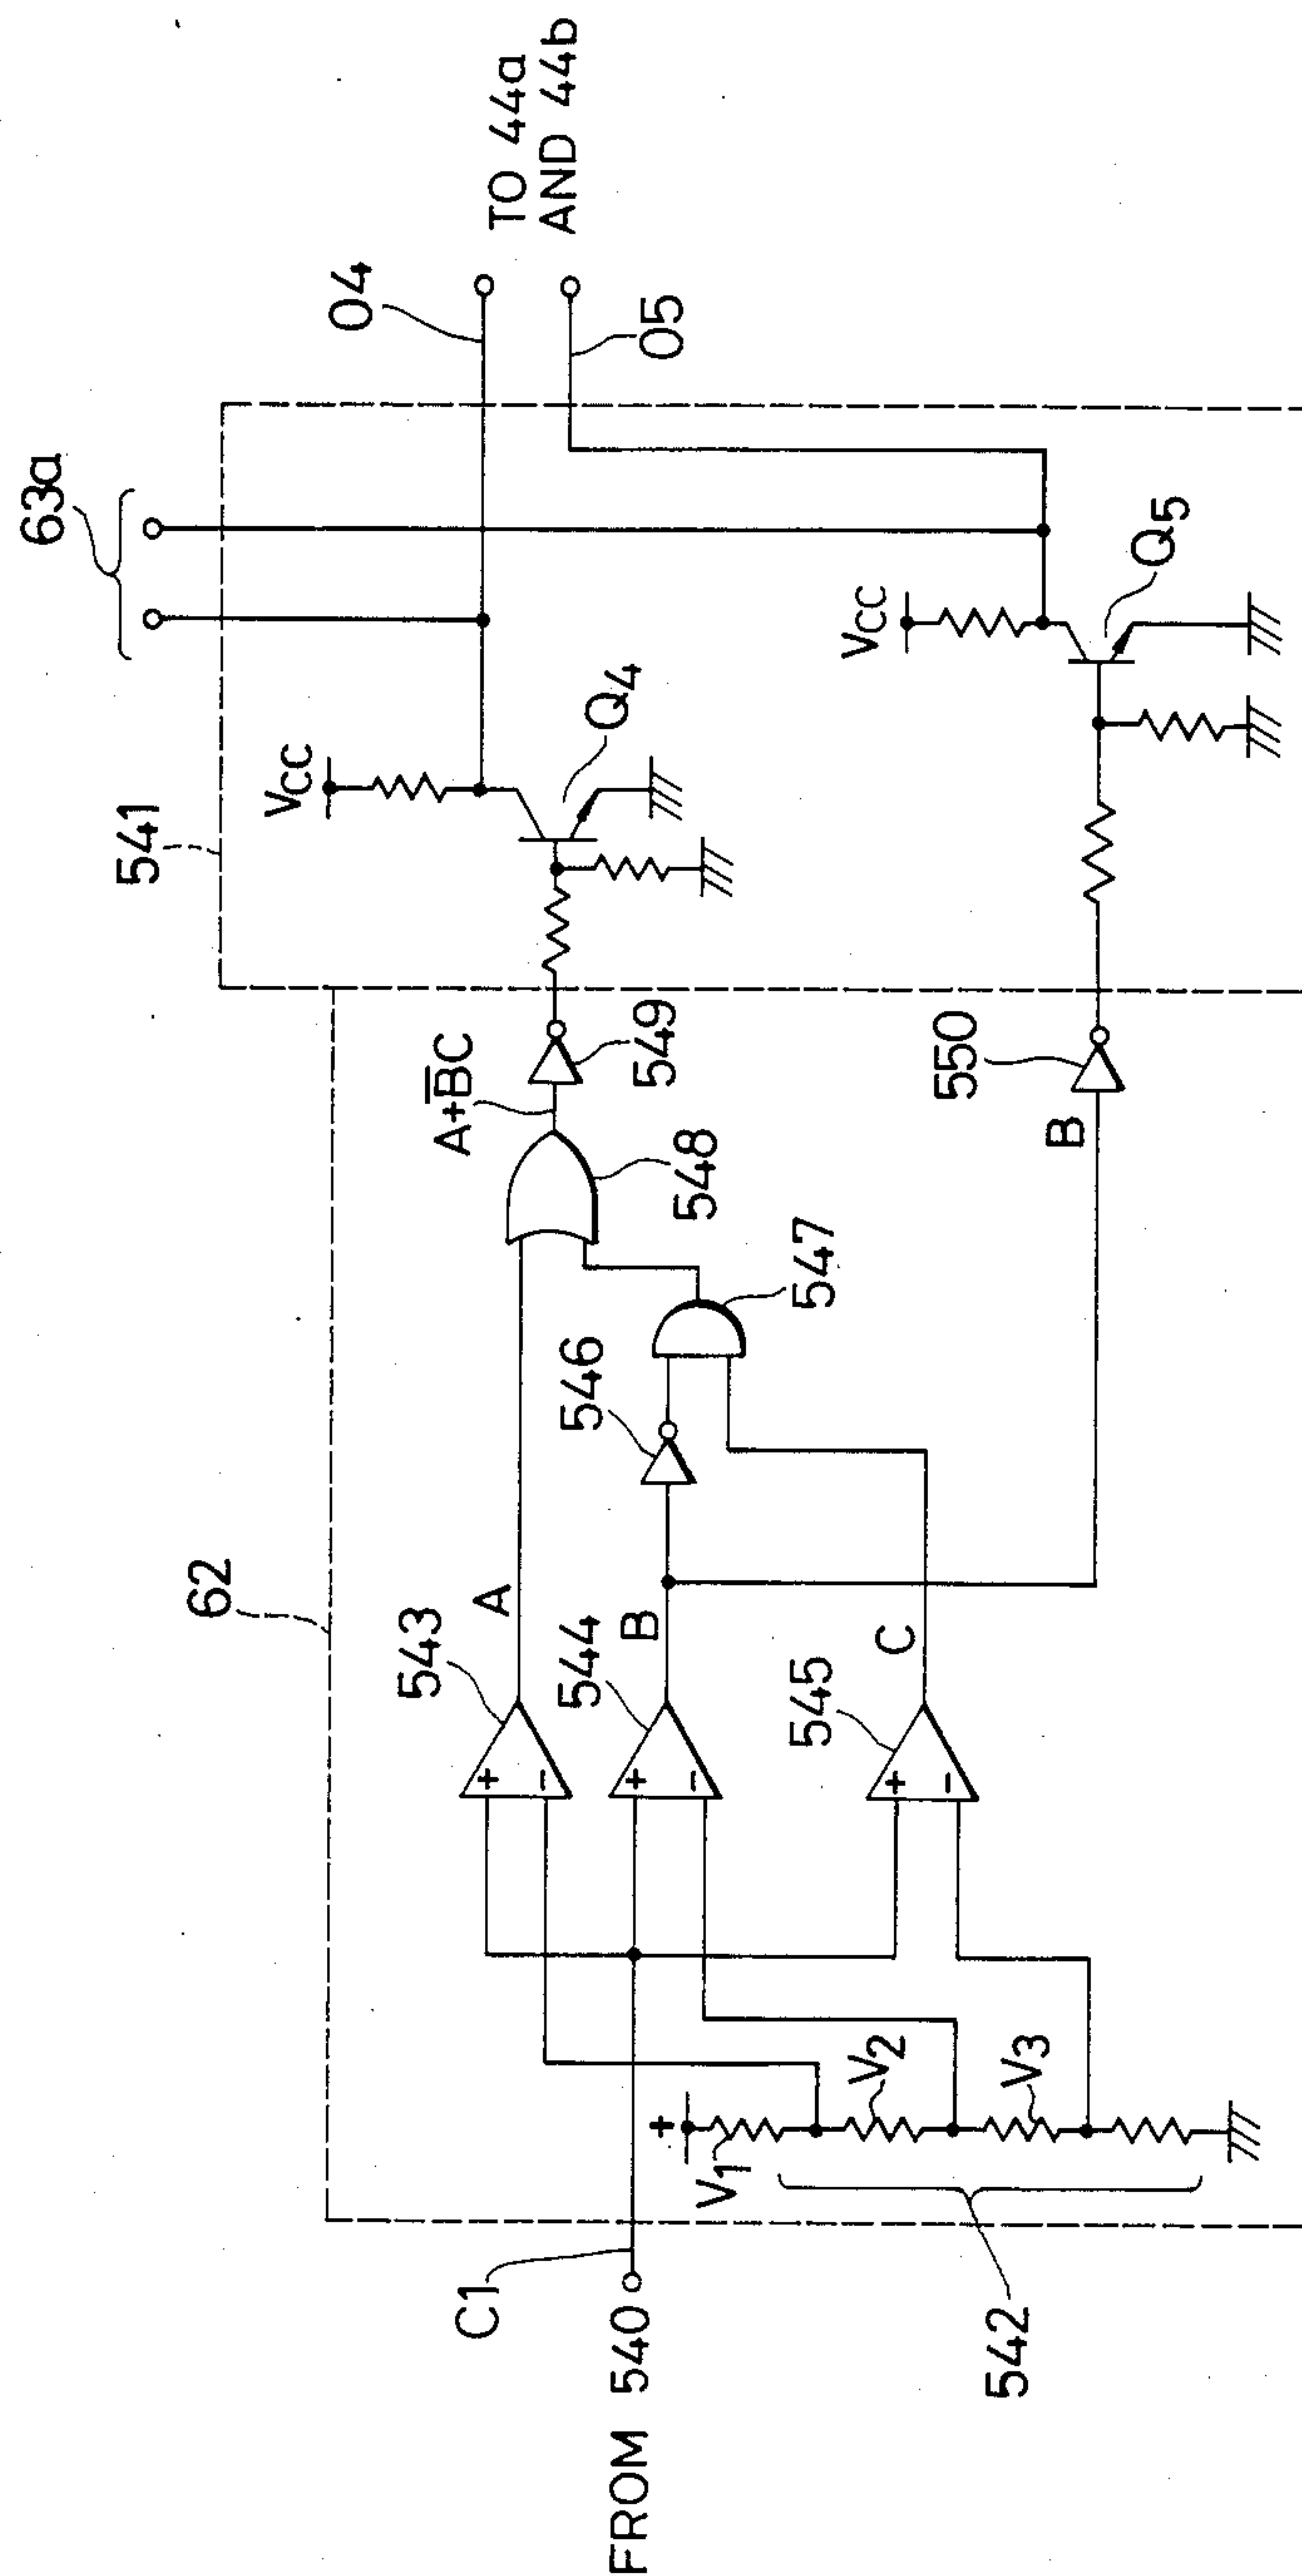 63a
04
TO 44a
AND 44b
05
541
VCC
Q4
VCC
Q5
62
A+B̅C
549
548
547
546
550
B
543
A
544
B
545
C
C1
FROM 540
+
-
+
-
+
-
+
V1
V2
V3
542